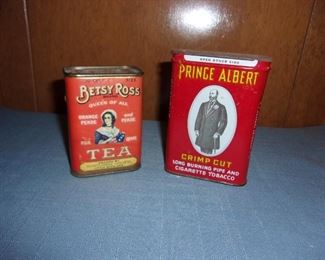 BETSY ROSS
QUEEN OF ALL
ORANGE PEKOE
and PEKOE
TEA
OPEN OTHER SIDE
PRINCE ALBERT
CRIMP CUT
LONG BURNING PIPE AND
CIGARETTE TOBACCO